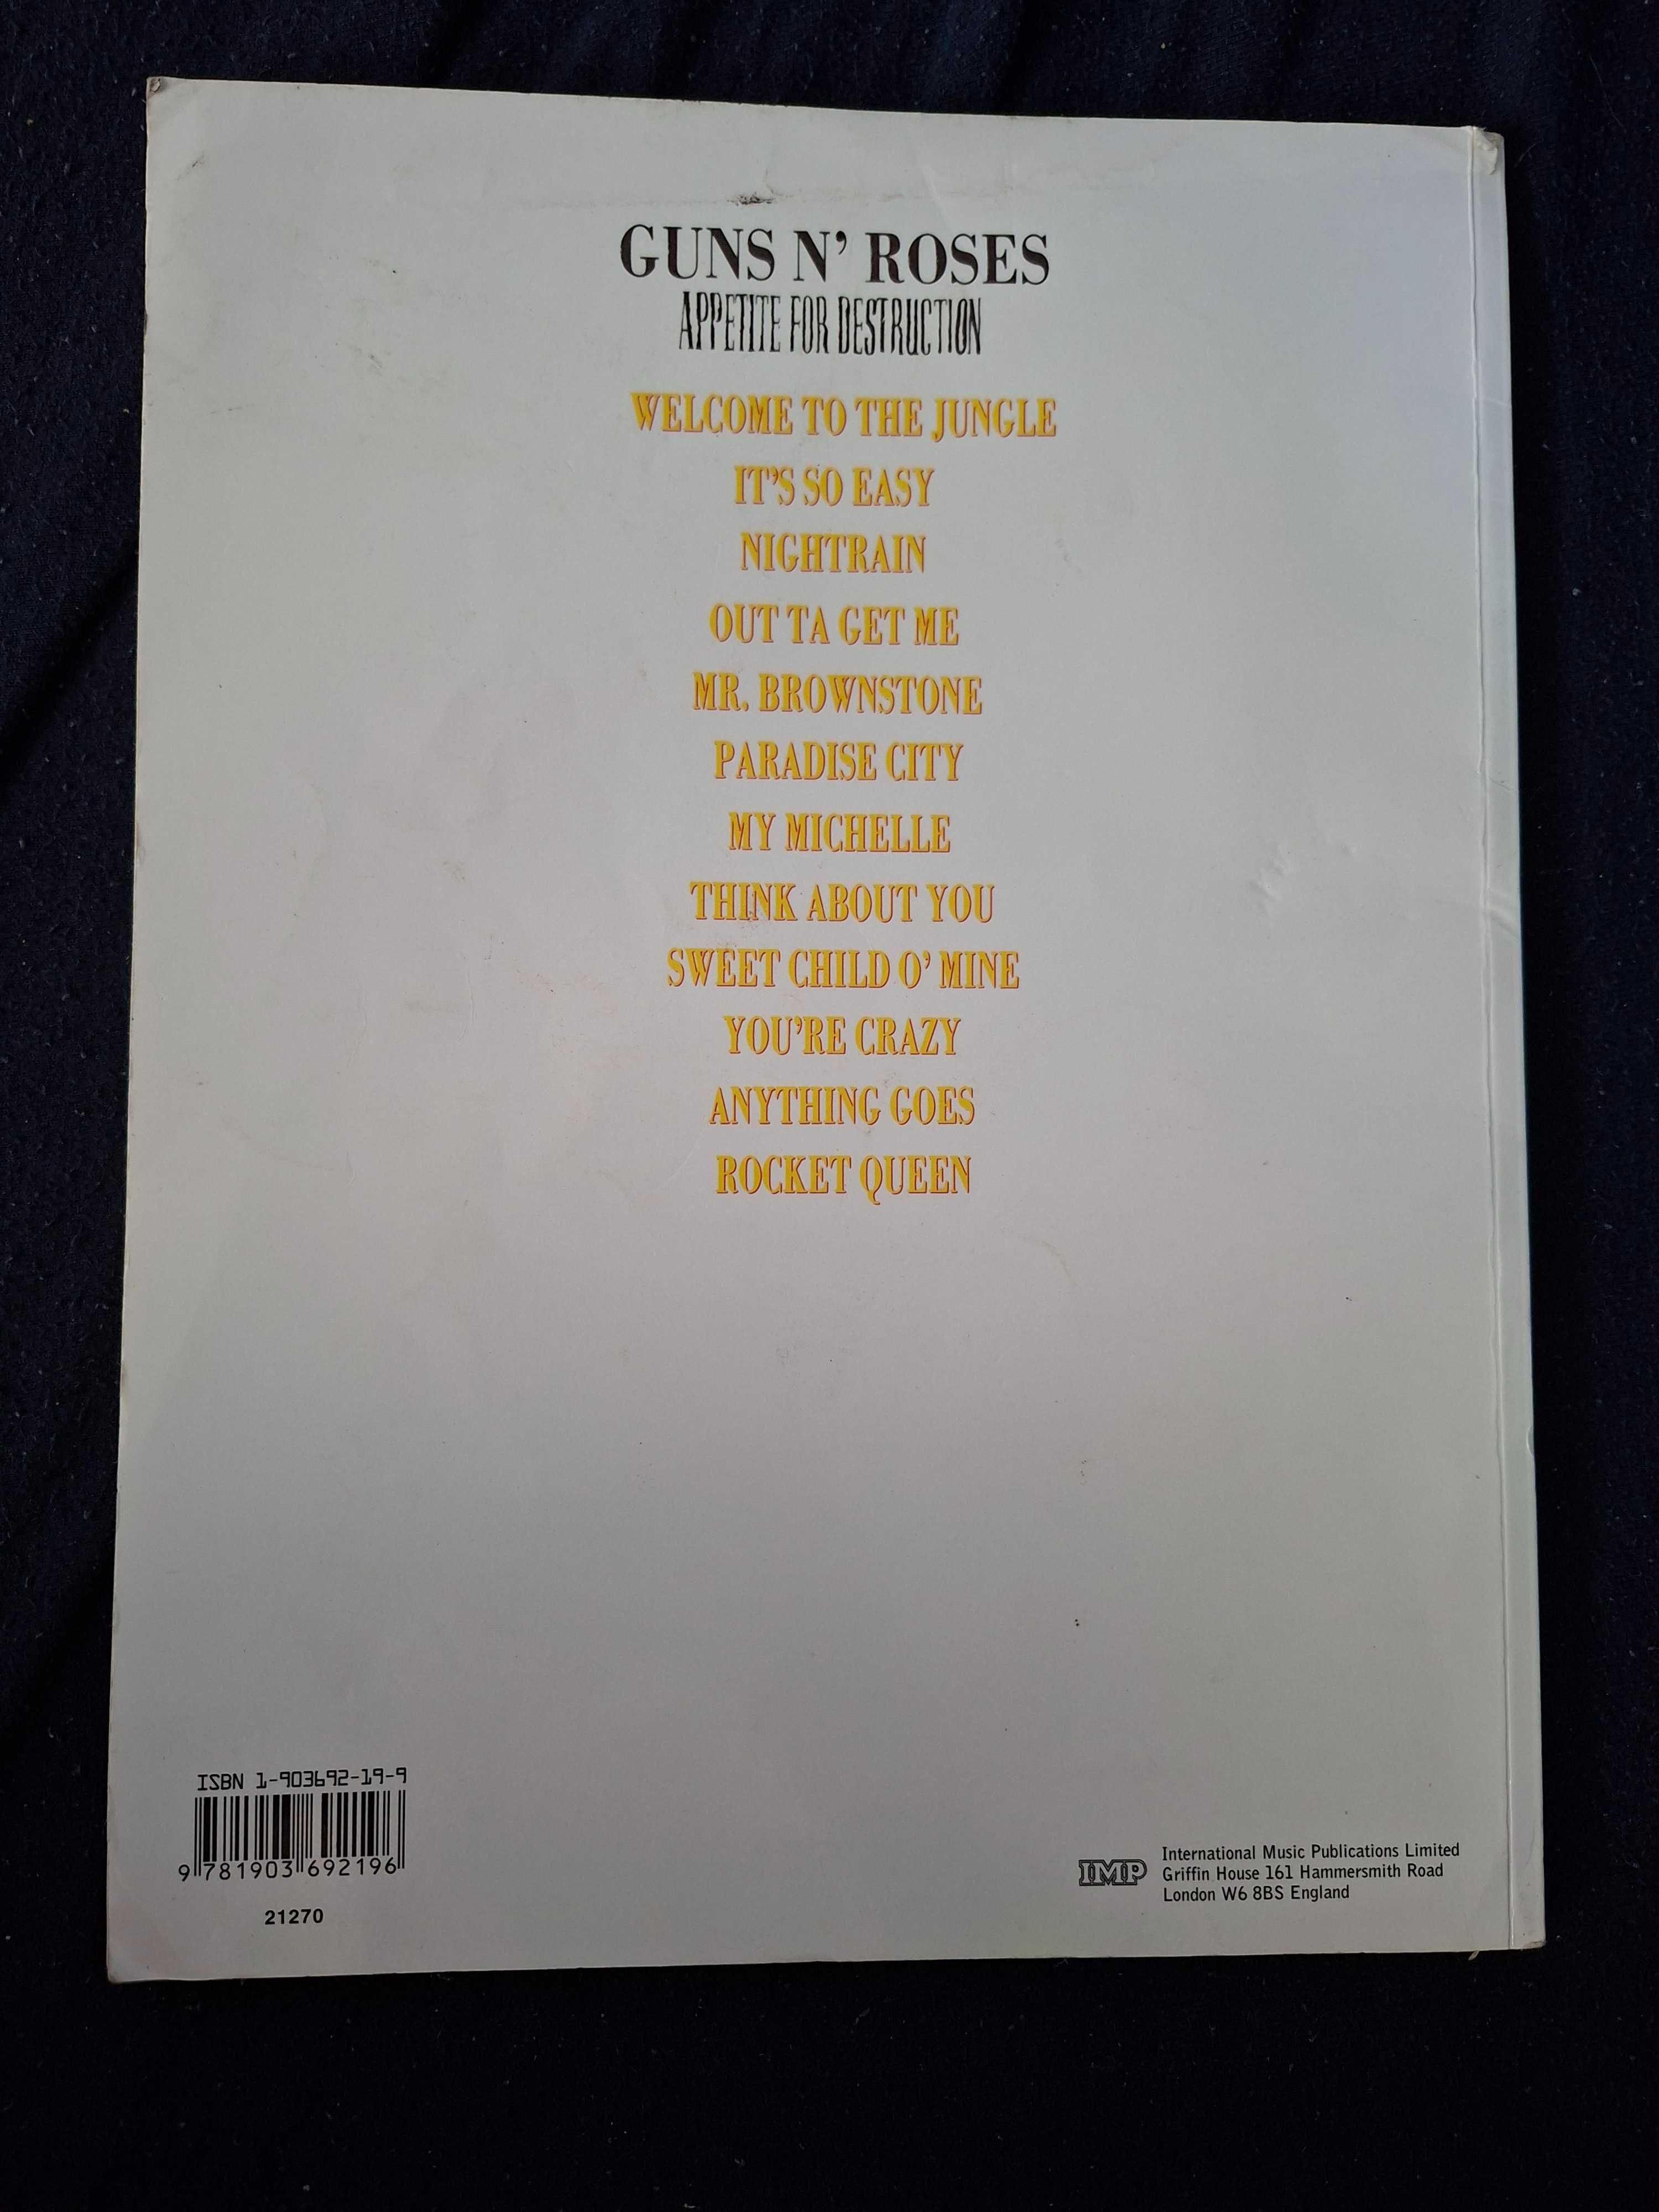 GUNS N' ROSES
APPETITE FOR DESTRUCTION
WELCOME TO THE JUNGLE
IT'S SO EASY
NIGHTRAIN
OUT TA GET ME
MR. BROWNSTONE
PARADISE CITY
MY MICHELLE
THINK ABOUT YOU
SWEET CHILD O' MINE
YOU'RE CRAZY
ANYTHING GOES
ROCKET QUEEN
ISBN 1-903692-19-9
9 781903 692196
21270
IMP
International Music Publications Limited
Griffin House 161 Hammersmith Road
London W6 8BS England